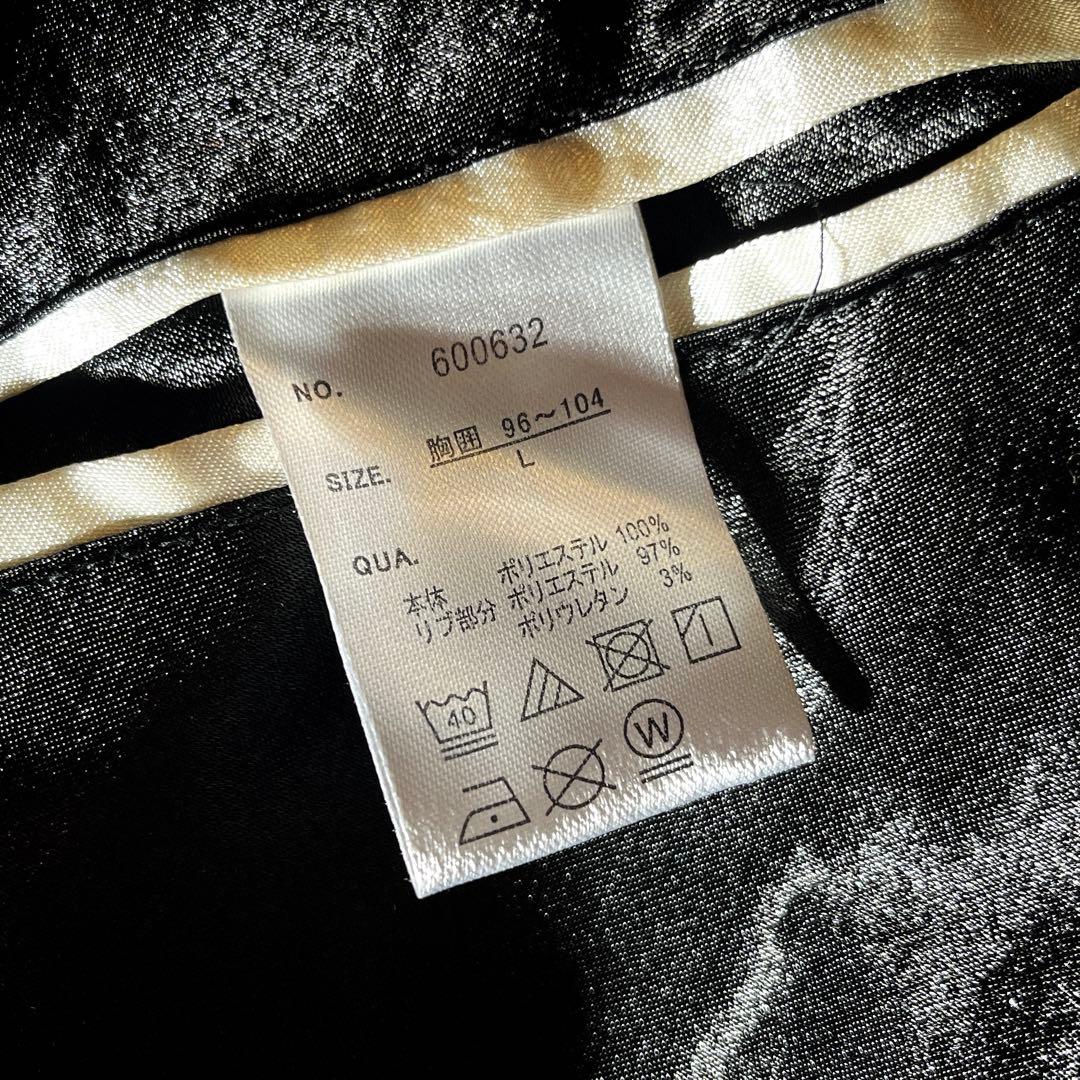 NO. 600632
SIZE. 胸囲 96～104
L
QUA.
本体 ポリエステル 100%
リブ部分 ポリエステル 97%
ポリウレタン 3%
40
W